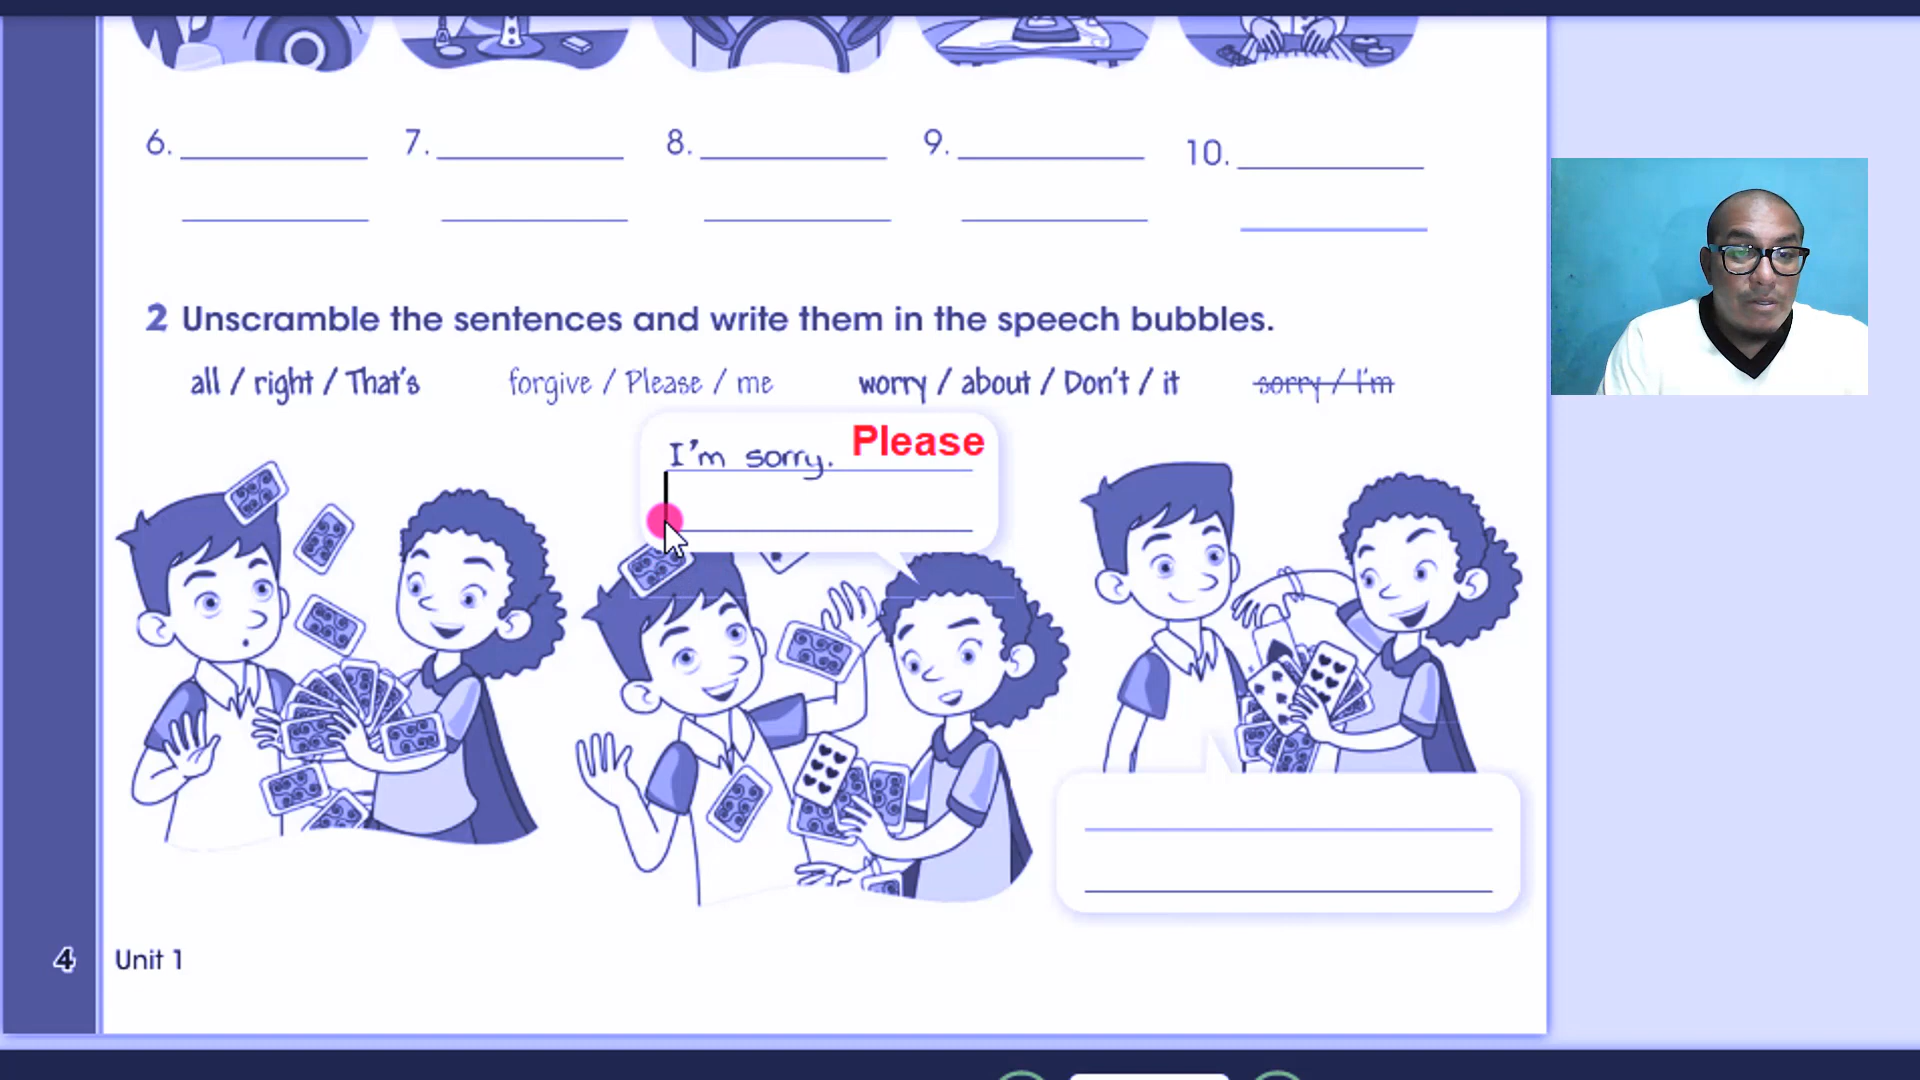 6. 7. 8. 9. 10.
2 Unscramble the sentences and write them in the speech bubbles.
all / right / That's forgive / Please / me worry / about / Don't / it sorry / I'm
I'm sorry. Please
4 Unit 1